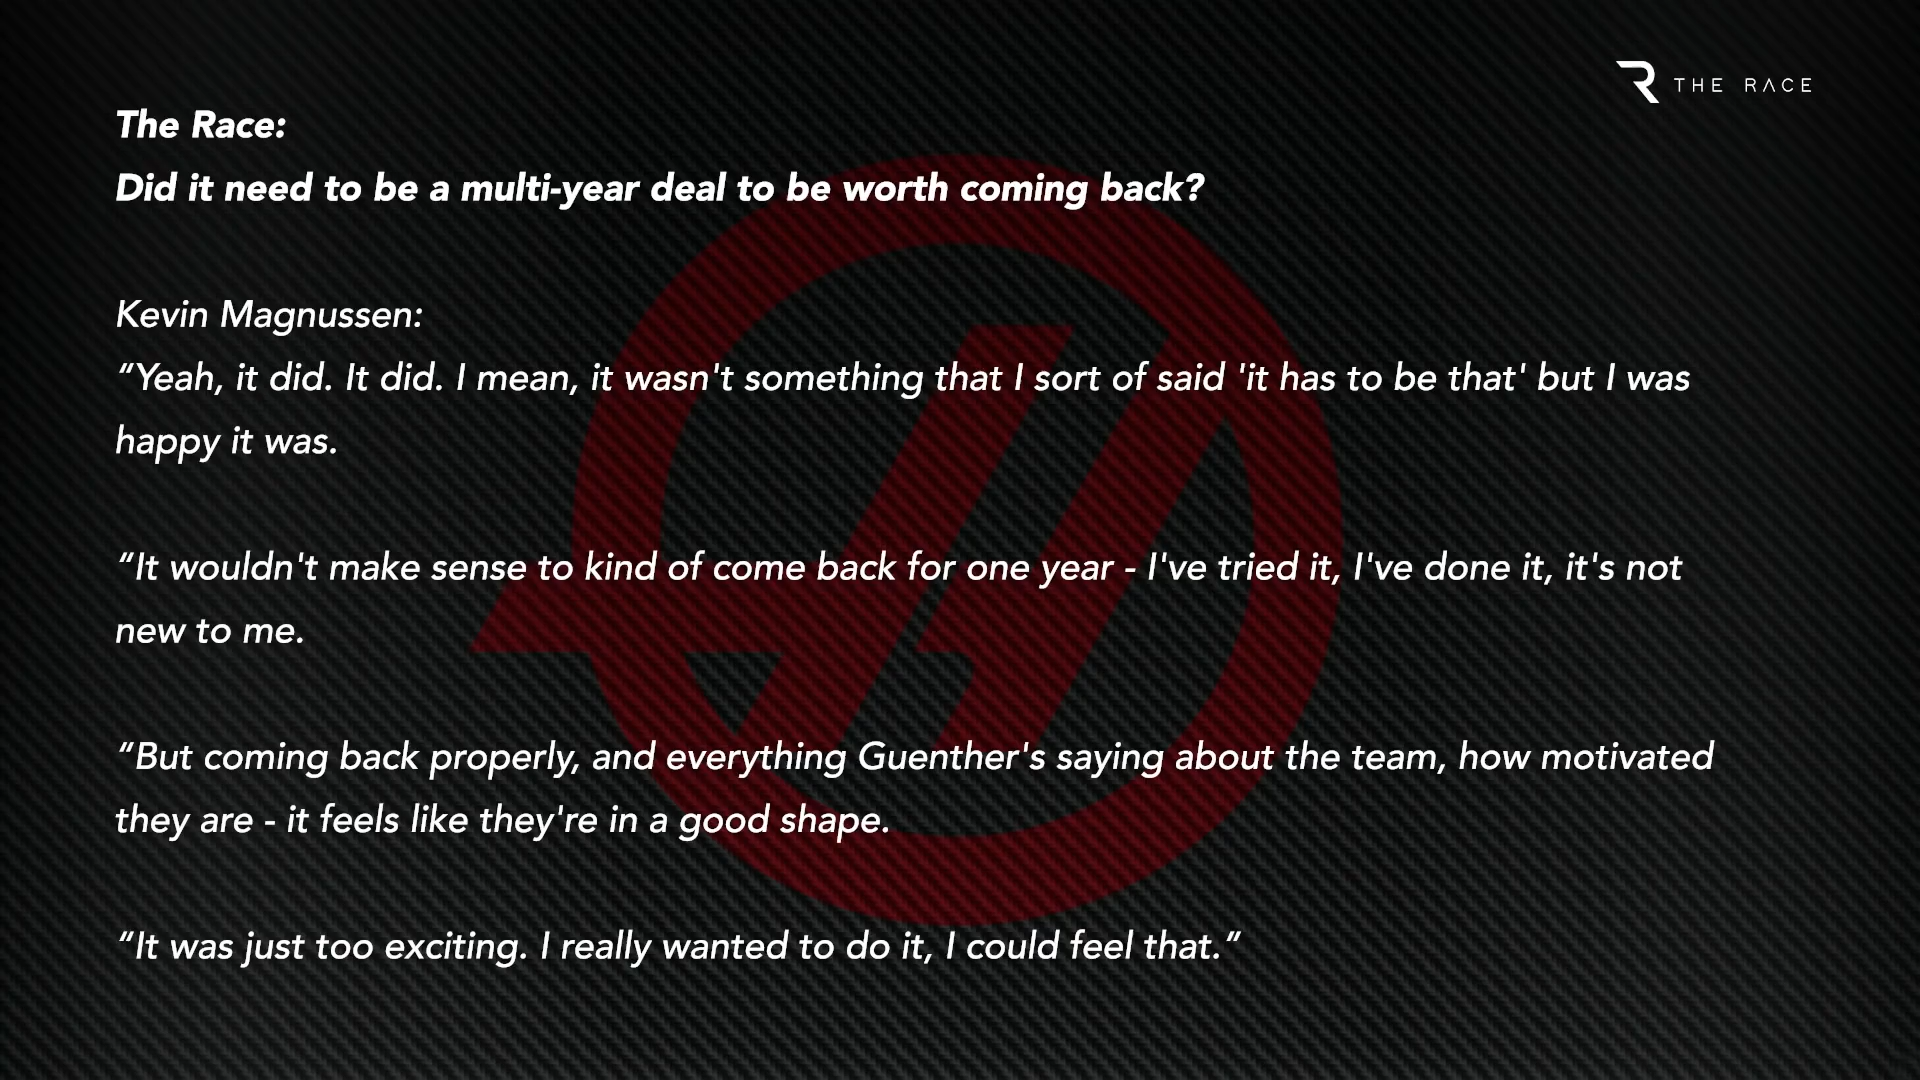 THE RACE
The Race:
Did it need to be a multi-year deal to be worth coming back?
Kevin Magnussen:
“Yeah, it did. It did. I mean, it wasn't something that I sort of said 'it has to be that' but I was
happy it was.
“It wouldn't make sense to kind of come back for one year - I've tried it, I've done it, it's not
new to me.
“But coming back properly, and everything Guenther's saying about the team, how motivated
they are - it feels like they're in a good shape.
“It was just too exciting. I really wanted to do it, I could feel that.”